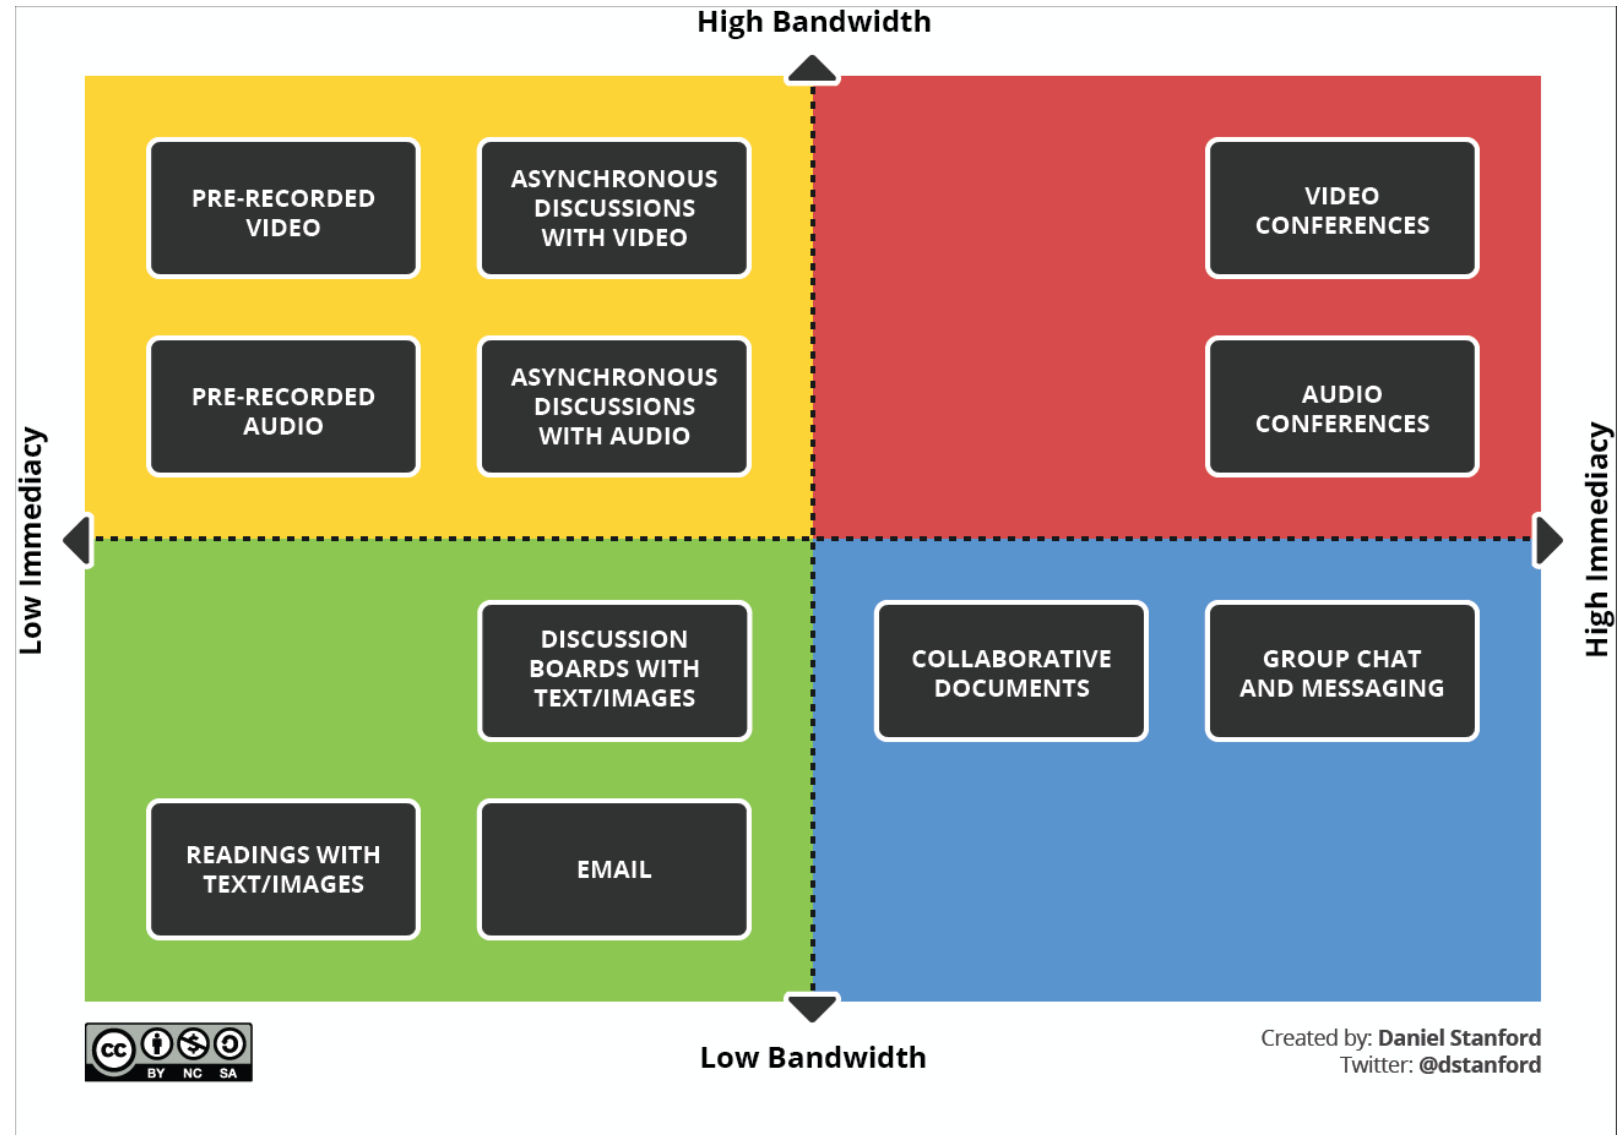 High Bandwidth
PRE-RECORDED
VIDEO
ASYNCHRONOUS
DISCUSSIONS
WITH VIDEO
VIDEO
CONFERENCES
PRE-RECORDED
AUDIO
ASYNCHRONOUS
DISCUSSIONS
WITH AUDIO
AUDIO
CONFERENCES
Low Immediacy
High Immediacy
DISCUSSION
BOARDS WITH
TEXT/IMAGES
COLLABORATIVE
DOCUMENTS
GROUP CHAT
AND MESSAGING
READINGS WITH
TEXT/IMAGES
EMAIL
Low Bandwidth
cc
BY NC SA
Created by: Daniel Stanford
Twitter: @dstanford